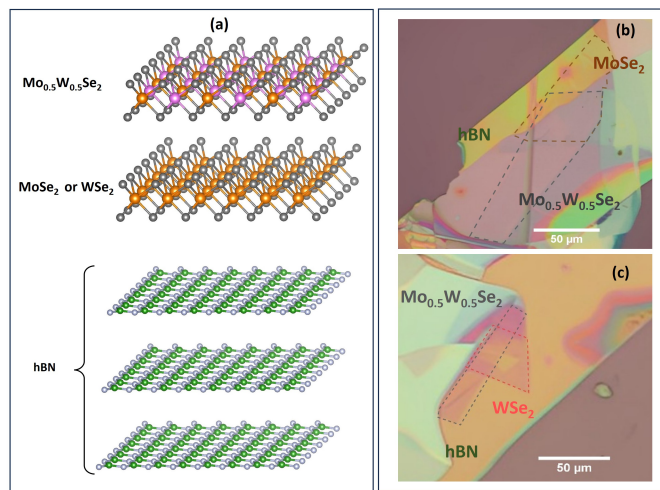 (a)
Mo₀.₅W₀.₅Se₂
MoSe₂ or WSe₂
hBN
(b)
MoSe₂
hBN
Mo₀.₅W₀.₅Se₂
50 µm
(c)
Mo₀.₅W₀.₅Se₂
WSe₂
hBN
50 µm